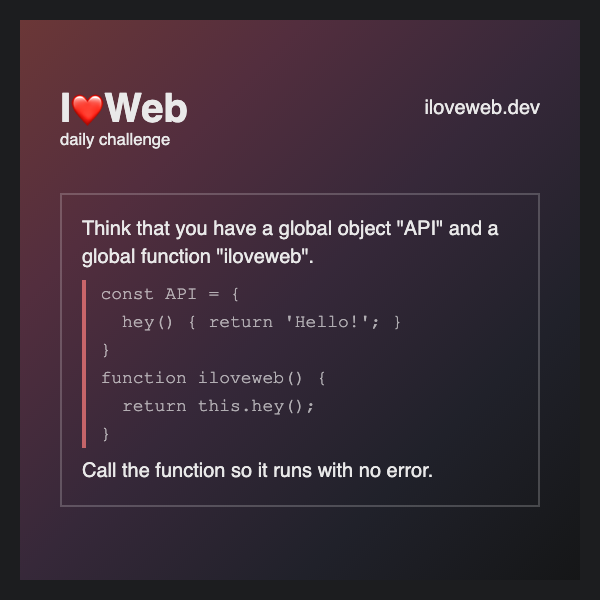 I❤️Web
daily challenge
iloveweb.dev
Think that you have a global object "API" and a
global function "iloveweb".
const API = {
  hey() { return 'Hello!'; }
}
function iloveweb() {
  return this.hey();
}
Call the function so it runs with no error.